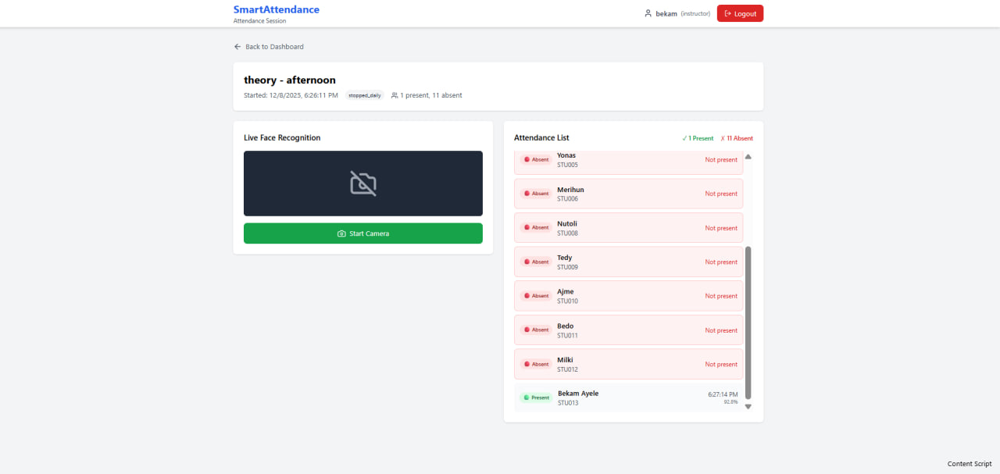 SmartAttendance
Attendance Session
bekam (instructor)
Logout
Back to Dashboard
theory - afternoon
Started: 12/8/2025, 6:26:11 PM stopped_daily 1 present, 11 absent
Live Face Recognition
Start Camera
Attendance List
✓ 1 Present ✗ 11 Absent
Absent Yonas Not present
STU005
Absent Merihun Not present
STU006
Absent Nutoli Not present
STU008
Absent Tedy Not present
STU009
Absent Ajme Not present
STU010
Absent Bedo Not present
STU011
Absent Milki Not present
STU012
Present Bekam Ayele 6:27:14 PM
STU013 92.8%
Content Script